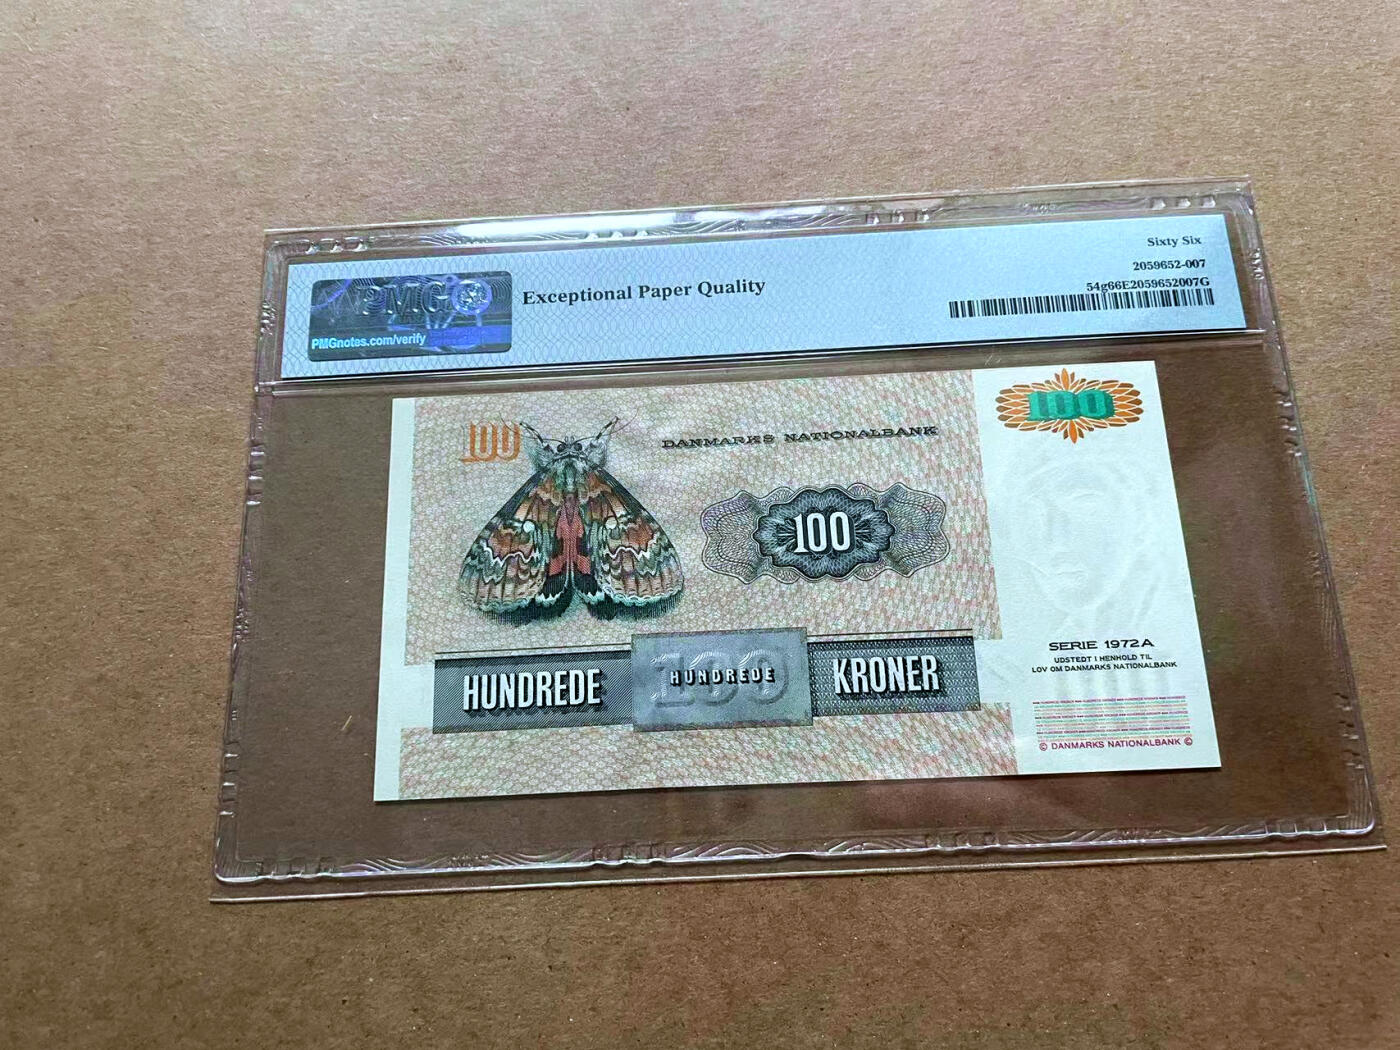 Sixty Six
2059652-007
54g66E2059652007G
PMG
PMGnotes.com/verify
Exceptional Paper Quality
100
DANMARKS NATIONALBANK
100
100
HUNDREDE
100
HUNDREDE
KRONER
SERIE 1972A
UDSTEDT I HENHOLD TIL
LOV OM DANMARKS NATIONALBANK
© DANMARKS NATIONALBANK ©